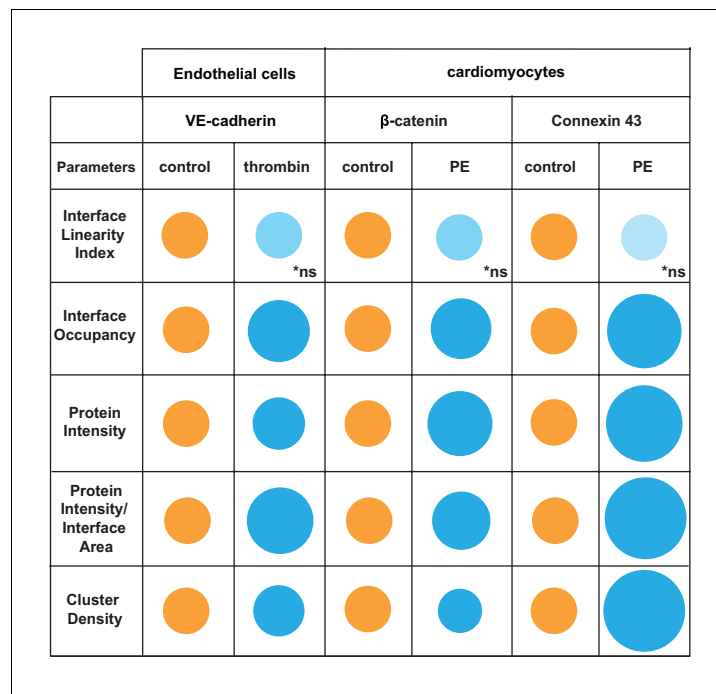 Endothelial cells cardiomyocytes
VE-cadherin β-catenin Connexin 43
Parameters control thrombin control PE control PE
Interface
Linearity
Index
*ns *ns *ns
Interface
Occupancy
Protein
Intensity
Protein
Intensity/
Interface
Area
Cluster
Density